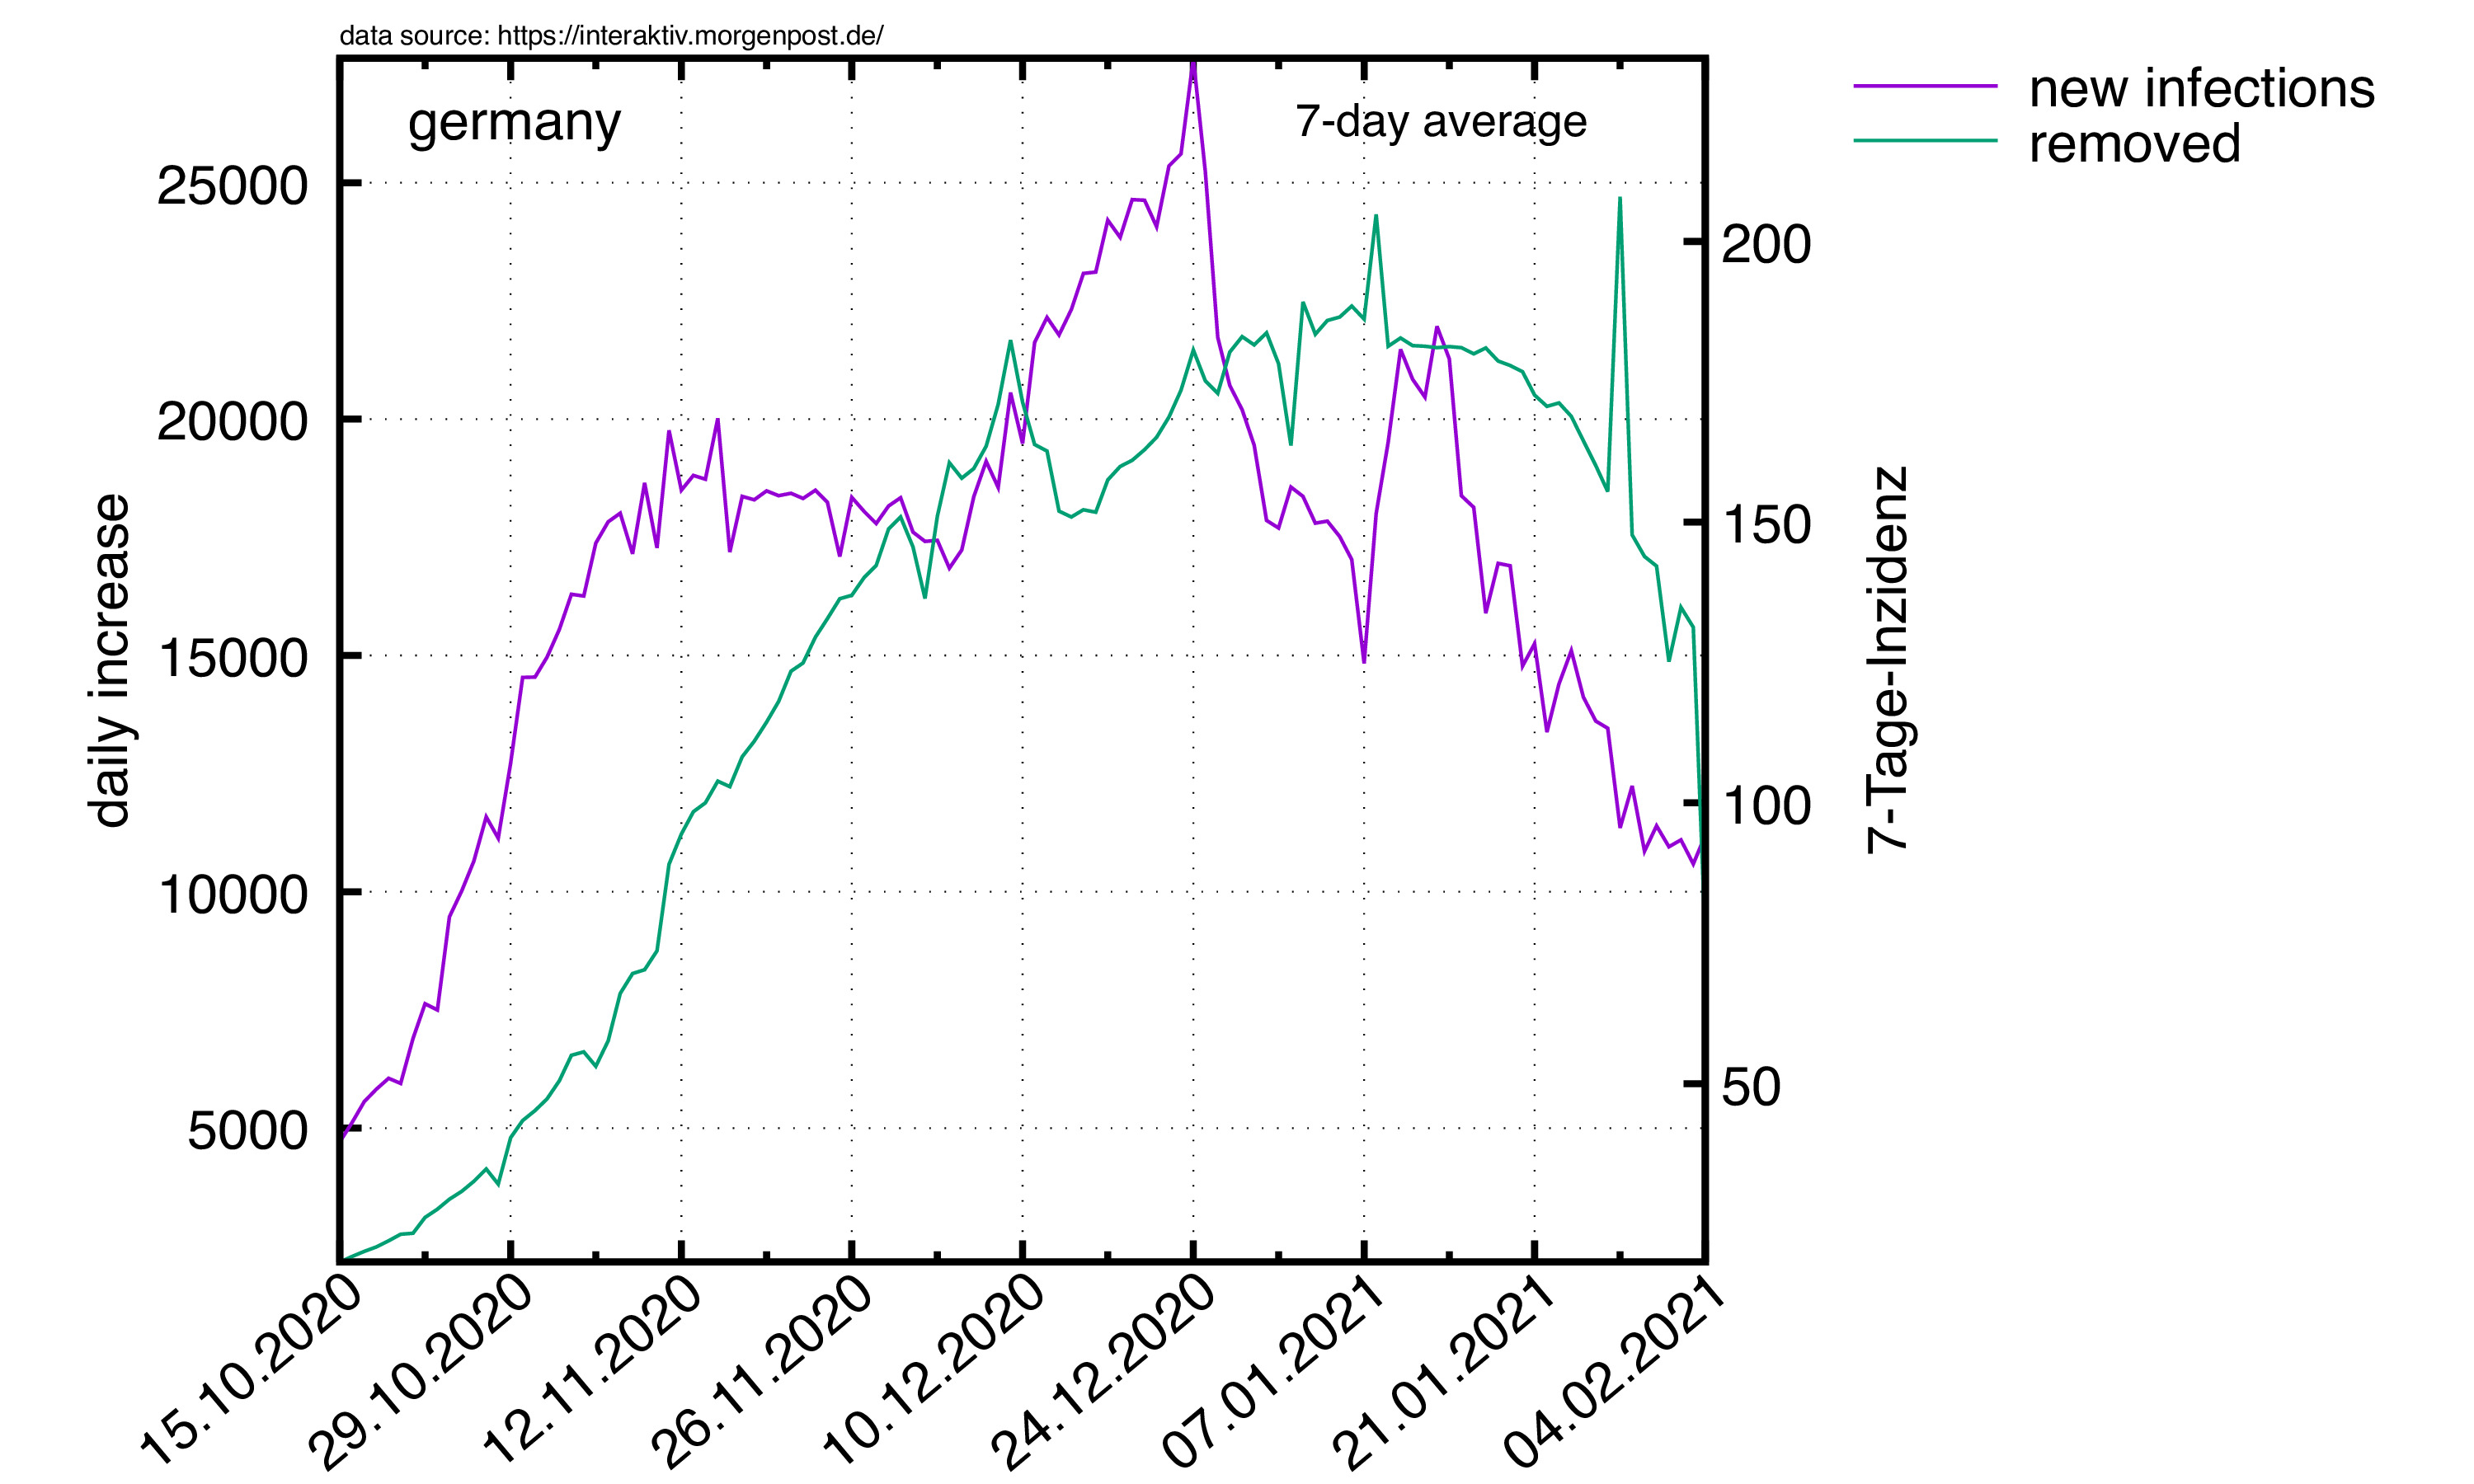 data source: https://interaktiv.morgenpost.de/
germany
7-day average
new infections
removed
daily increase
25000
20000
15000
10000
5000
200
150
100
50
7-Tage-Inzidenz
15.10.2020
29.10.2020
12.11.2020
26.11.2020
10.12.2020
24.12.2020
07.01.2021
21.01.2021
04.02.2021